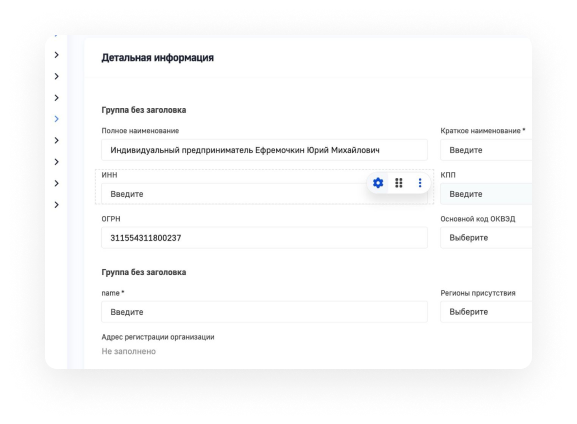 Детальная информация
Группа без заголовка
Полное наименование
Краткое наименование *
Индивидуальный предприниматель Ефремочкин Юрий Михайлович
Введите
ИНН
КПП
Введите
Введите
ОГРН
Основной код ОКВЭД
311554311800237
Выберите
Группа без заголовка
name *
Регионы присутствия
Введите
Выберите
Адрес регистрации организации
Не заполнено